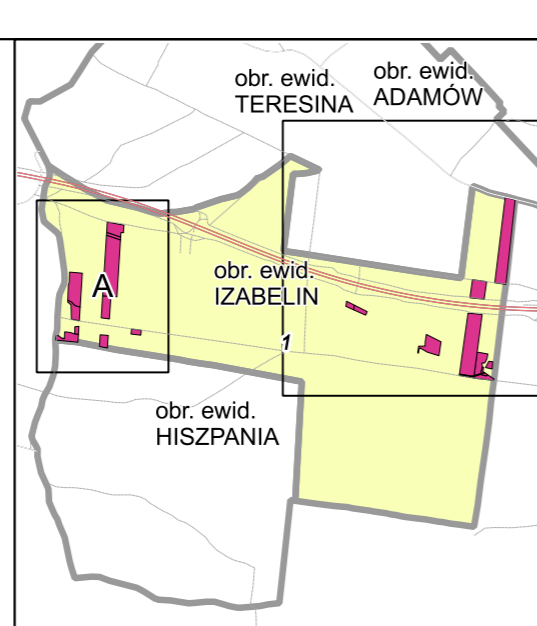 obr. ewid.
TERESINA
obr. ewid.
ADAMÓW
A
obr. ewid.
IZABELIN
1
obr. ewid.
HISZPANIA